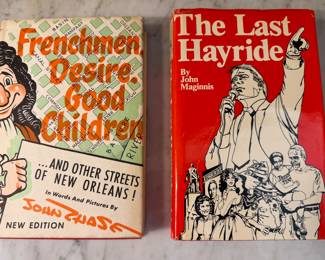 Frenchmen,
Desire,
Good
Children
...AND OTHER STREETS
OF NEW ORLEANS!
In Words And Pictures By
JOHN CHASE
NEW EDITION
The Last
Hayride
By
John
Maginnis